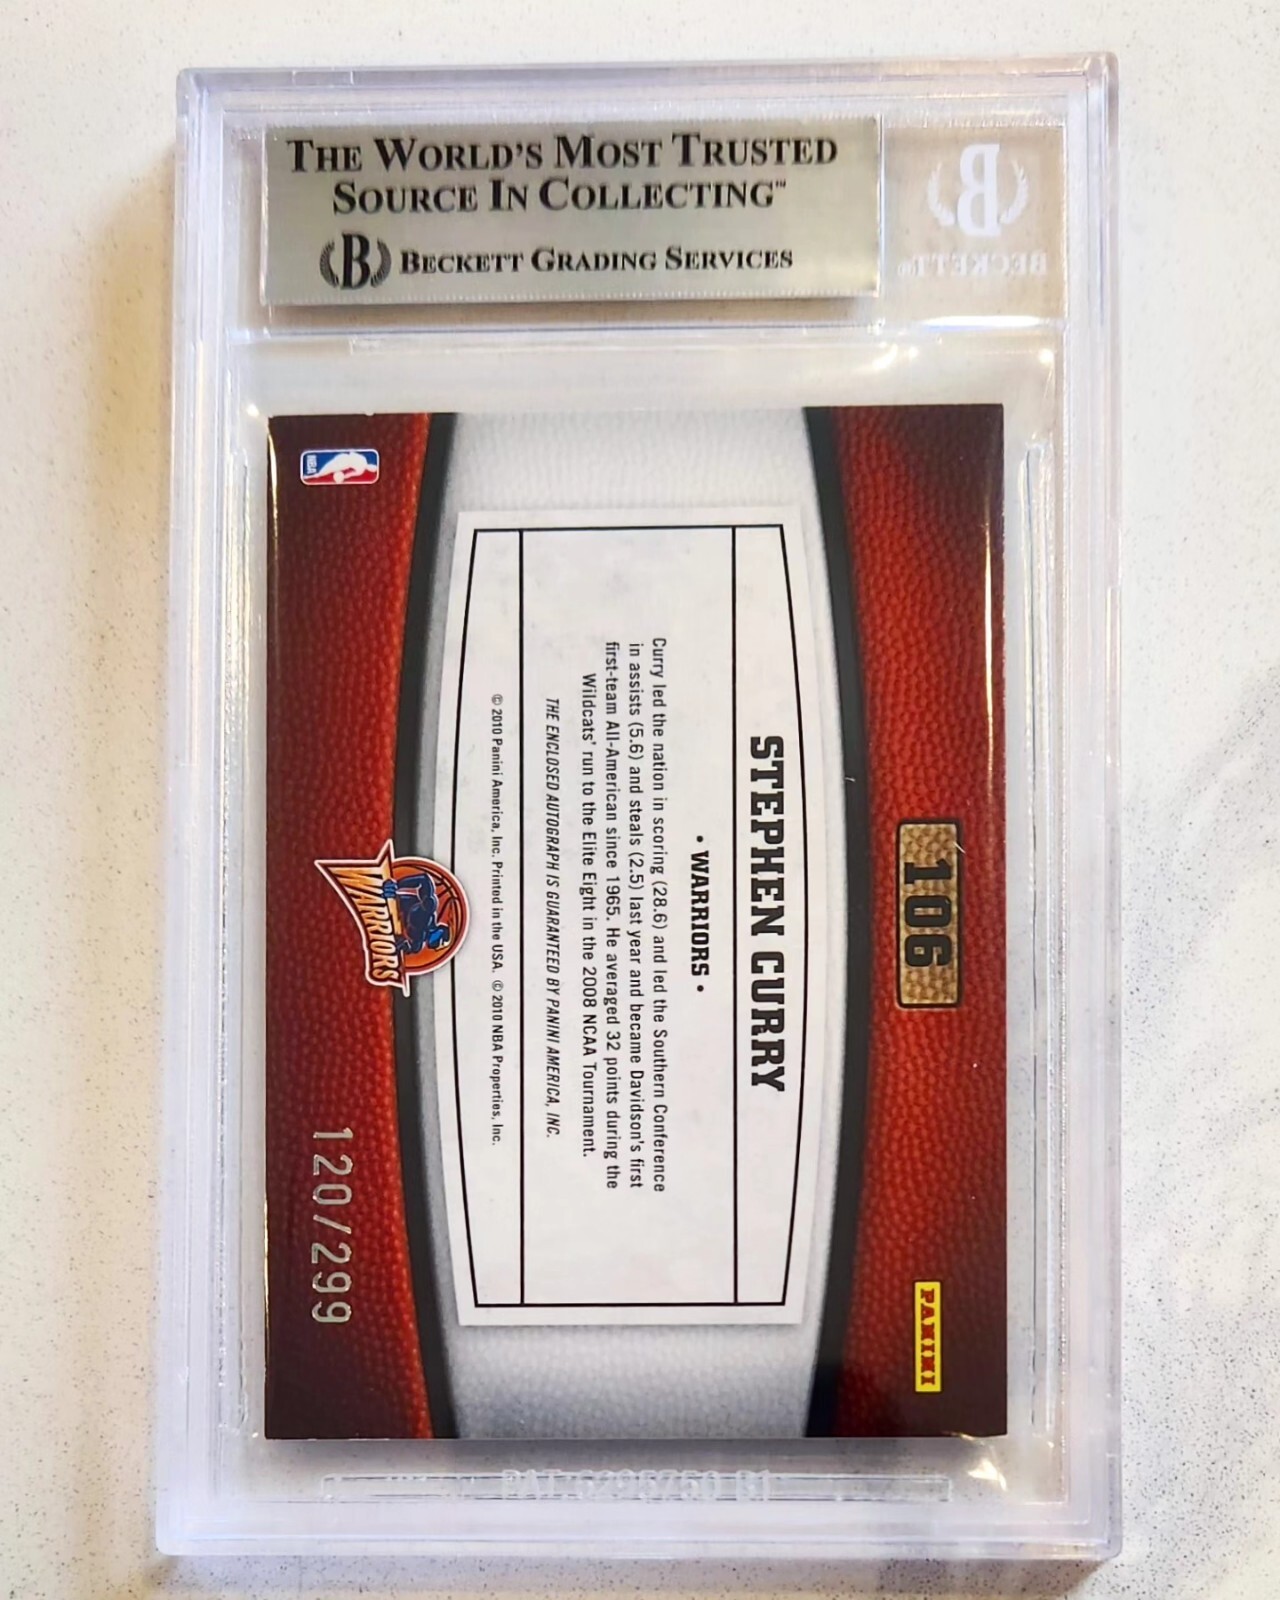 THE WORLD'S MOST TRUSTED
SOURCE IN COLLECTING™
B BECKETT GRADING SERVICES
B
BECKETT™
106
PANINI
STEPHEN CURRY
• WARRIORS •
Curry led the nation in scoring (28.6) and led the Southern Conference
in assists (5.6) and steals (2.5) last year and became Davidson's first
first-team All-American since 1965. He averaged 32 points during the
Wildcats' run to the Elite Eight in the 2008 NCAA Tournament.
THE ENCLOSED AUTOGRAPH IS GUARANTEED BY PANINI AMERICA, INC.
© 2010 Panini America, Inc. Printed in the USA. © 2010 NBA Properties, Inc.
NBA
WARRIORS
120/299